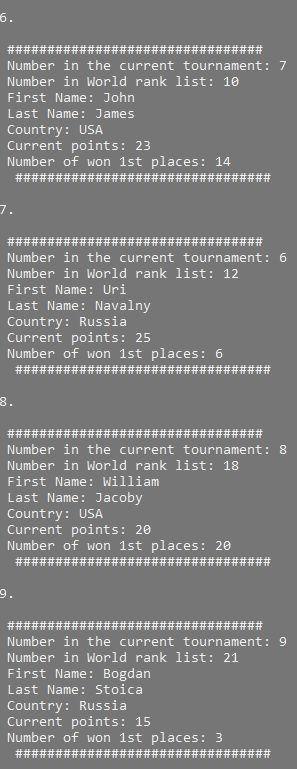 6.
################################
Number in the current tournament: 7
Number in World rank list: 10
First Name: John
Last Name: James
Country: USA
Current points: 23
Number of won 1st places: 14
################################
7.
################################
Number in the current tournament: 6
Number in World rank list: 12
First Name: Uri
Last Name: Navalny
Country: Russia
Current points: 25
Number of won 1st places: 6
################################
8.
################################
Number in the current tournament: 8
Number in World rank list: 18
First Name: William
Last Name: Jacoby
Country: USA
Current points: 20
Number of won 1st places: 20
################################
9.
################################
Number in the current tournament: 9
Number in World rank list: 21
First Name: Bogdan
Last Name: Stoica
Country: Russia
Current points: 15
Number of won 1st places: 3
################################